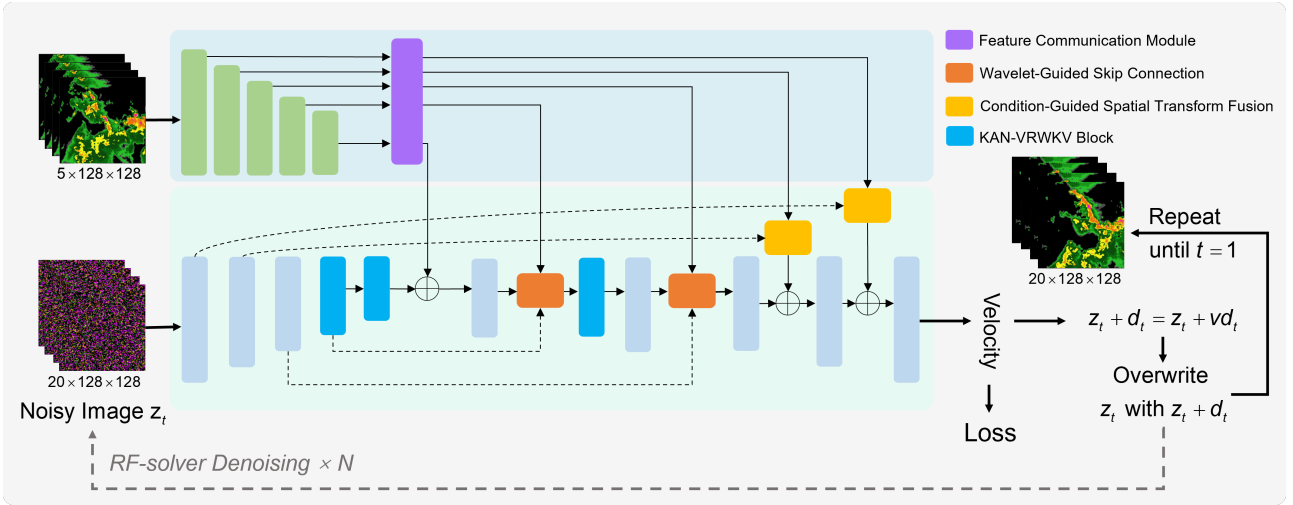 Feature Communication Module
Wavelet-Guided Skip Connection
Condition-Guided Spatial Transform Fusion
KAN-VRWKV Block
5×128×128
20×128×128
Noisy Image z_t
Velocity
Loss
z_t + d_t = z_t + vd_t
Overwrite
z_t with z_t + d_t
20×128×128
Repeat
until t = 1
RF-solver Denoising × N